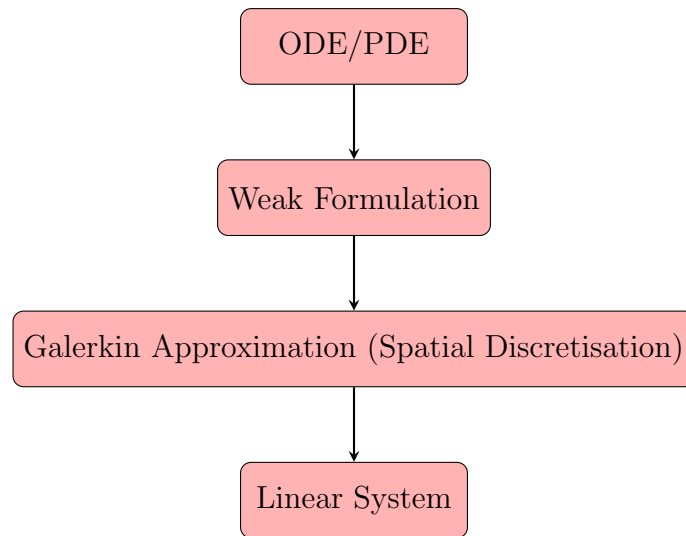 ODE/PDE
Weak Formulation
Galerkin Approximation (Spatial Discretisation)
Linear System